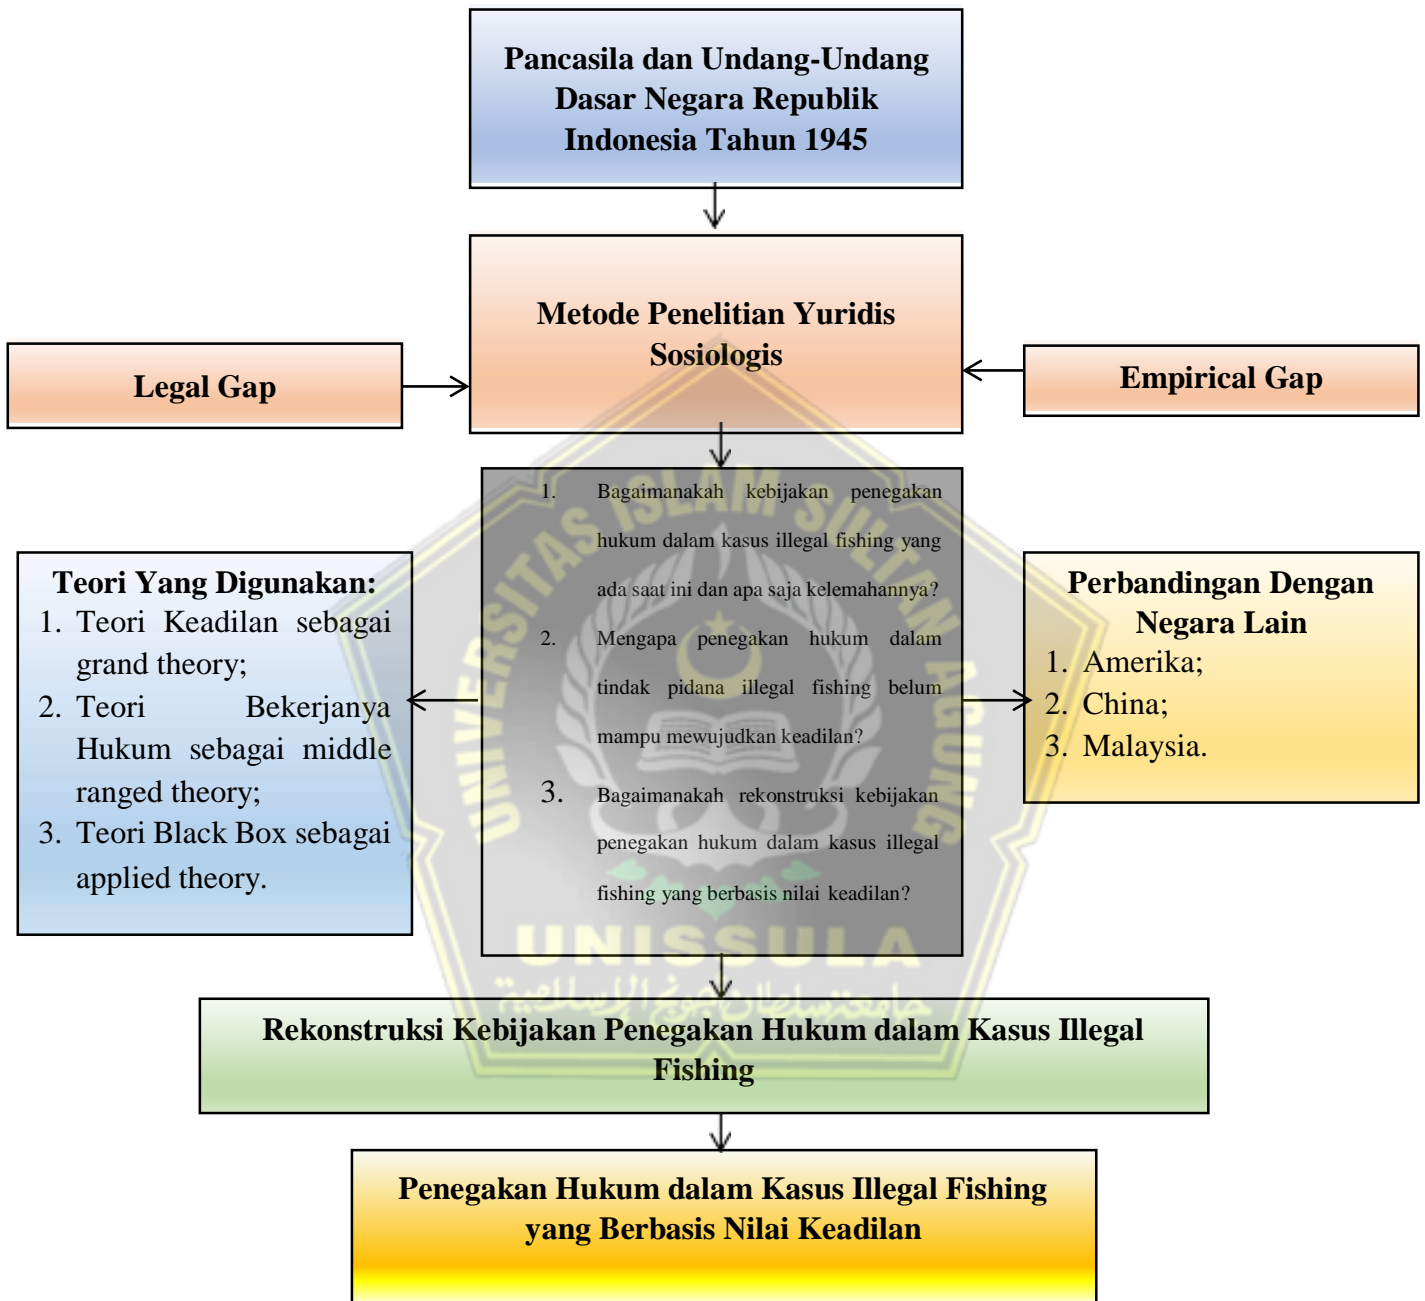 Pancasila dan Undang-Undang
Dasar Negara Republik
Indonesia Tahun 1945
Metode Penelitian Yuridis
Sosiologis
Legal Gap
Empirical Gap
1. Bagaimanakah kebijakan penegakan
hukum dalam kasus illegal fishing yang
ada saat ini dan apa saja kelemahannya?
2. Mengapa penegakan hukum dalam
tindak pidana illegal fishing belum
mampu mewujudkan keadilan?
3. Bagaimanakah rekonstruksi kebijakan
penegakan hukum dalam kasus illegal
fishing yang berbasis nilai keadilan?
Teori Yang Digunakan:
1. Teori Keadilan sebagai
grand theory;
2. Teori Bekerjanya
Hukum sebagai middle
ranged theory;
3. Teori Black Box sebagai
applied theory.
Perbandingan Dengan
Negara Lain
1. Amerika;
2. China;
3. Malaysia.
UNIVERSITAS ISLAM SULTAN AGUNG
UNISSULA
جامعة سلطان أجونج الإسلامية
Rekonstruksi Kebijakan Penegakan Hukum dalam Kasus Illegal
Fishing
Penegakan Hukum dalam Kasus Illegal Fishing
yang Berbasis Nilai Keadilan